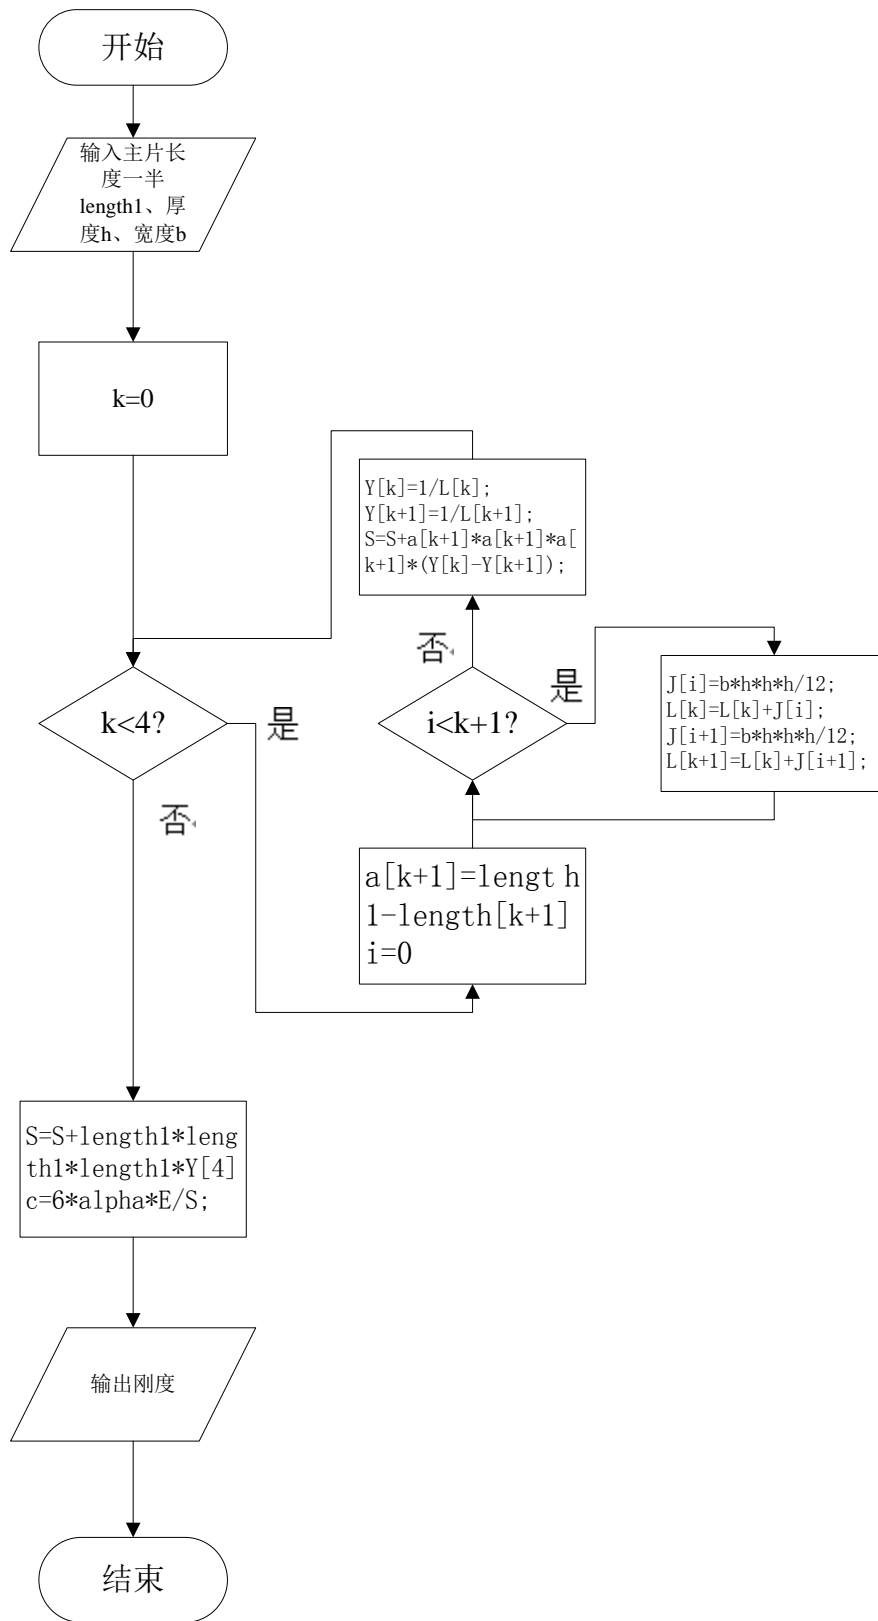 开始
输入主片长
度一半
length1、厚
度h、宽度b
k=0
Y[k]=1/L[k];
Y[k+1]=1/L[k+1];
S=S+a[k+1]*a[k+1]*a[
k+1]*(Y[k]-Y[k+1]);
否
是
k<4?
是
i<k+1?
J[i]=b*h*h*h/12;
L[k]=L[k]+J[i];
J[i+1]=b*h*h*h/12;
L[k+1]=L[k]+J[i+1];
否
a[k+1]=lengt h
1-length[k+1]
i=0
S=S+length1*leng
th1*length1*Y[4]
c=6*alpha*E/S;
输出刚度
结束